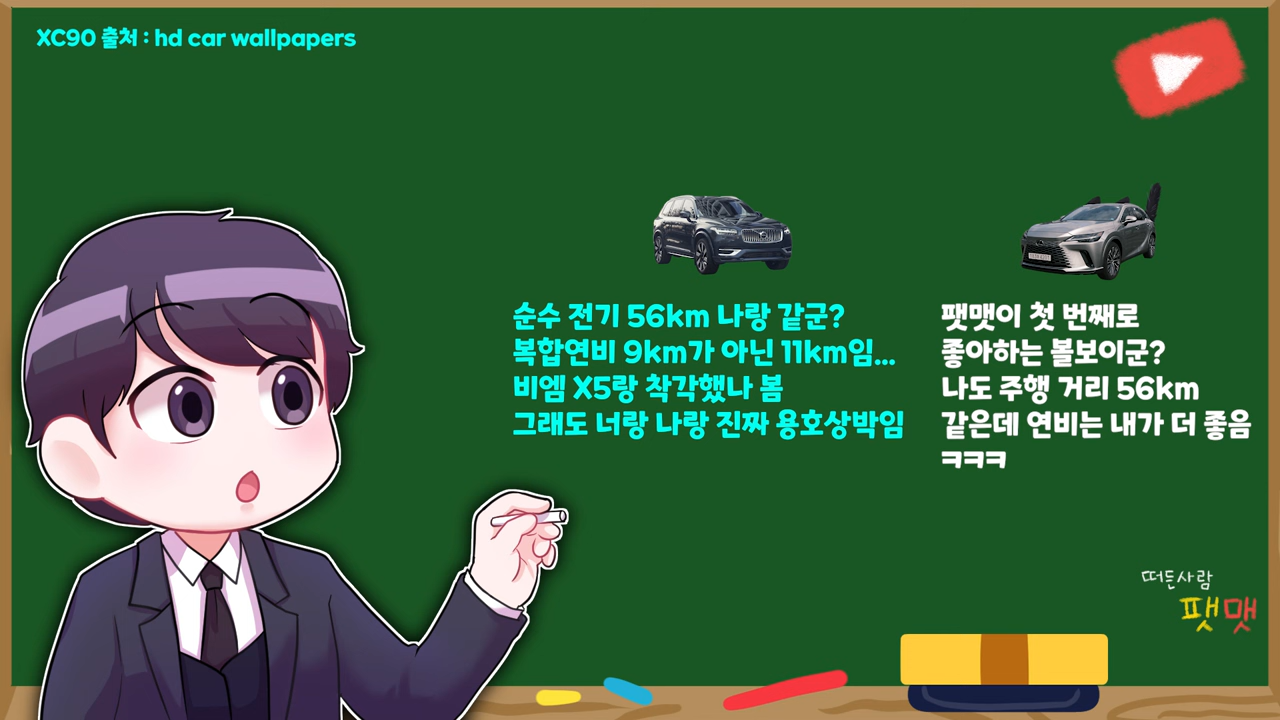 XC90 출처 : hd car wallpapers
순수 전기 56km 나랑 같군?
복합연비 9km가 아닌 11km임...
비엠 X5랑 착각했나 봄
그래도 너랑 나랑 진짜 용호상박임
팻맷이 첫 번째로
좋아하는 볼보이군?
나도 주행 거리 56km
같은데 연비는 내가 더 좋음
ㅋㅋㅋ
떠든사람
팻맷